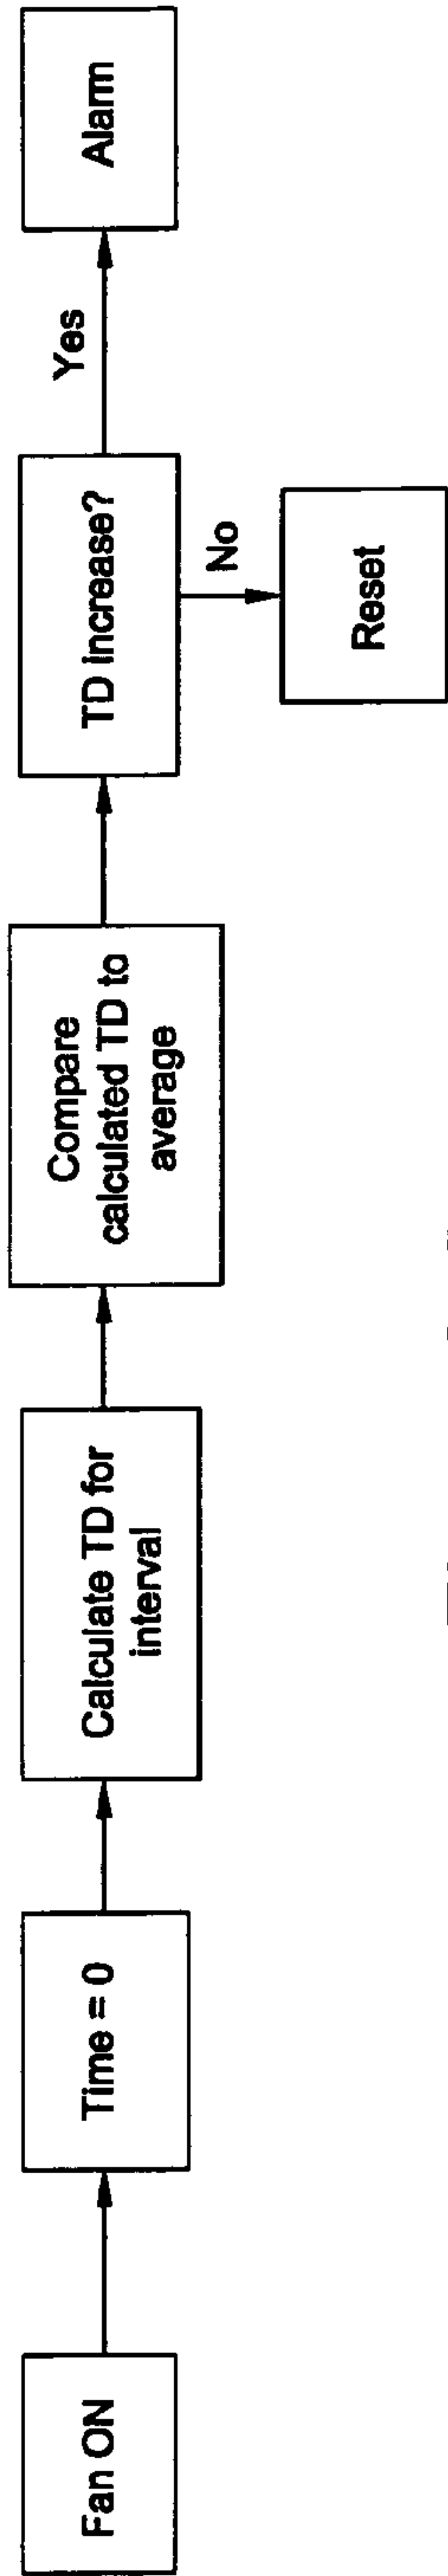 Fan ON
Time = 0
Calculate TD for
interval
Compare
calculated TD to
average
TD increase?
Yes
Alarm
No
Reset